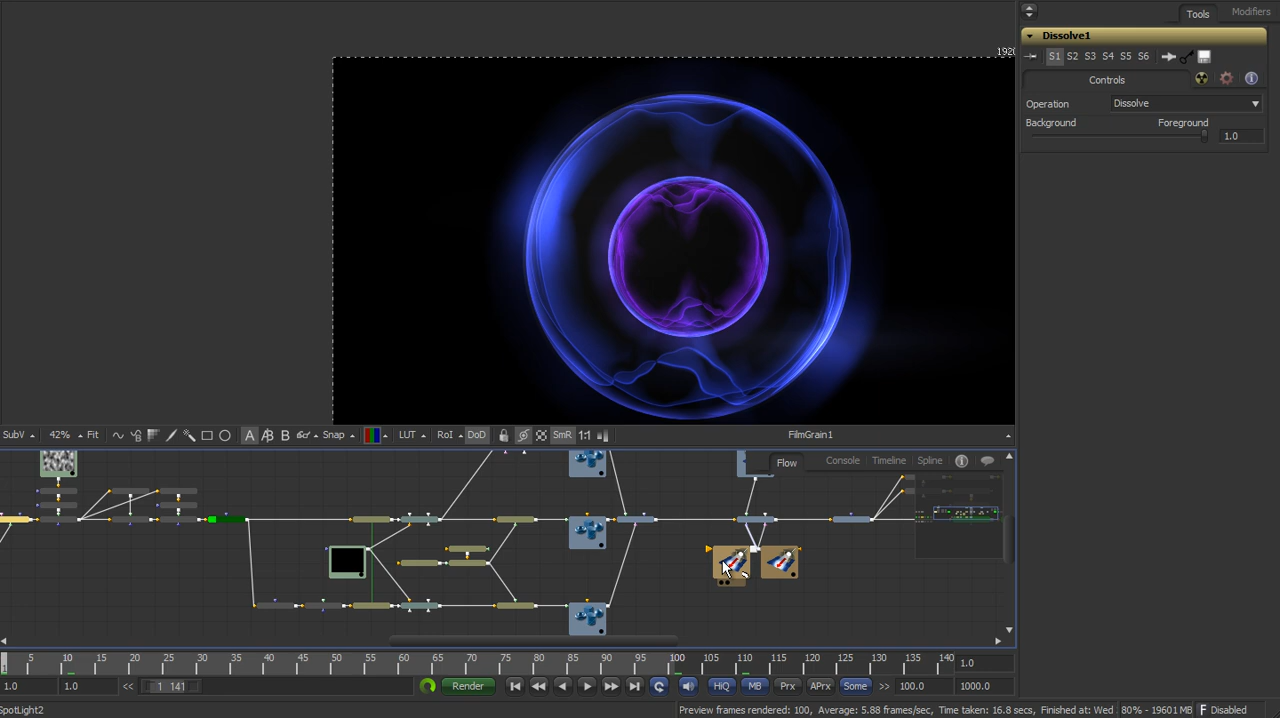 Tools Modifiers
Dissolve1
S1 S2 S3 S4 S5 S6
Controls
Operation Dissolve
Background Foreground
1.0
1920
SubV 42% Fit A B B Snap LUT RoI DoD SmR 1:1 FilmGrain1
Flow Console Timeline Spline
5 10 15 20 25 30 35 40 45 50 55 60 65 70 75 80 85 90 95 100 105 110 115 120 125 130 135 140 1.0
1
1.0 1.0 << 1 141 Render HiQ MB Prx APrx Some >> 100.0 1000.0
SpotLight2 Preview frames rendered: 100, Average: 5.88 frames/sec, Time taken: 16.8 secs, Finished at: Wed 80% - 19601 MB F Disabled